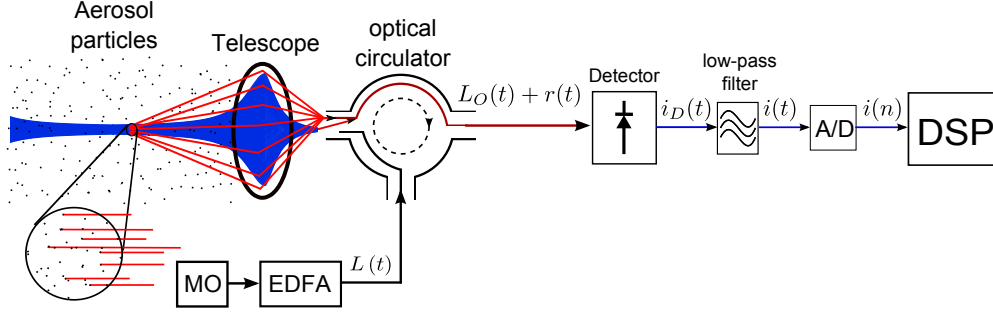 Aerosol
particles
Telescope
optical
circulator
L_O(t) + r(t)
Detector
i_D(t)
low-pass
filter
i(t)
A/D
i(n)
DSP
MO
EDFA
L(t)